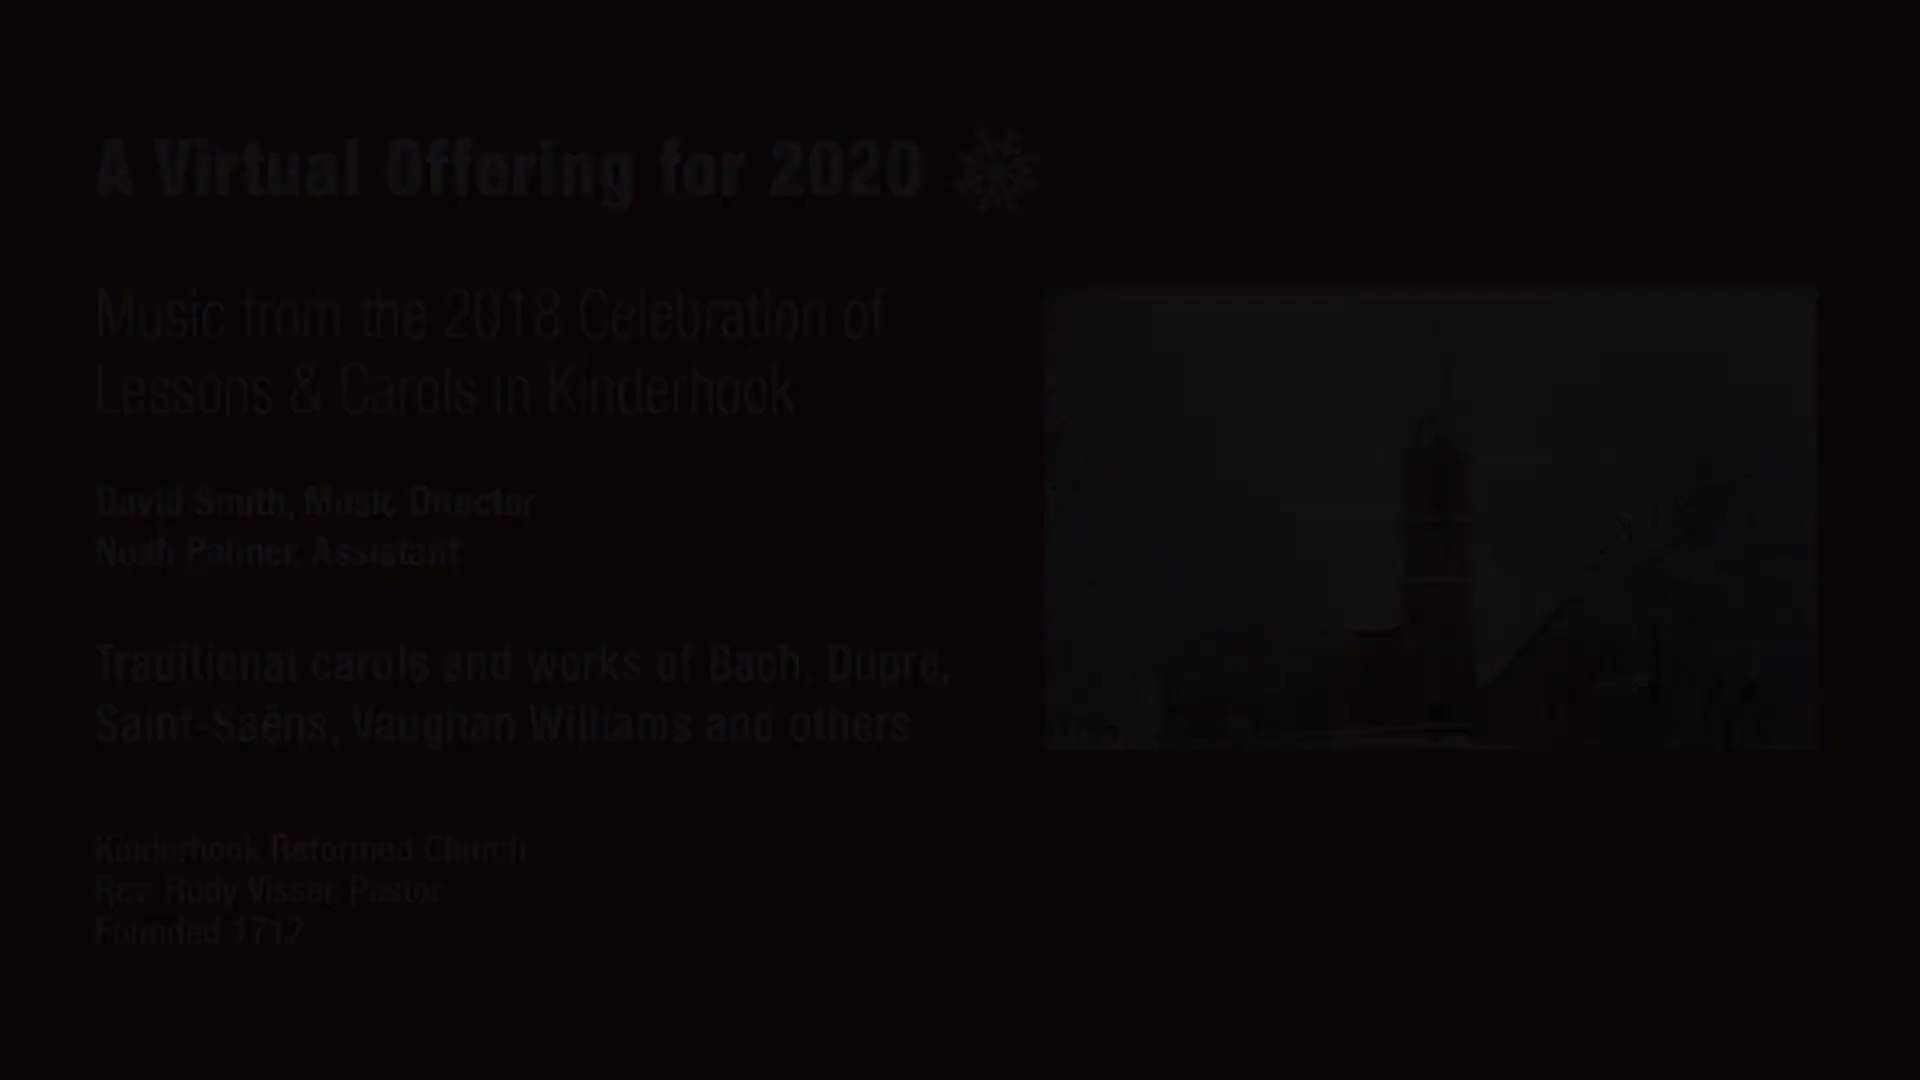 A Virtual Offering for 2020
Music from the 2018 Celebration of
Lessons & Carols in Kinderhook
David Smith, Music Director
Noah Palmer, Assistant
Traditional carols and works of Bach, Dupre,
Saint-Saëns, Vaughan Williams and others
Kinderhook Reformed Church
Rev. Rudy Visser, Pastor
Founded 1712